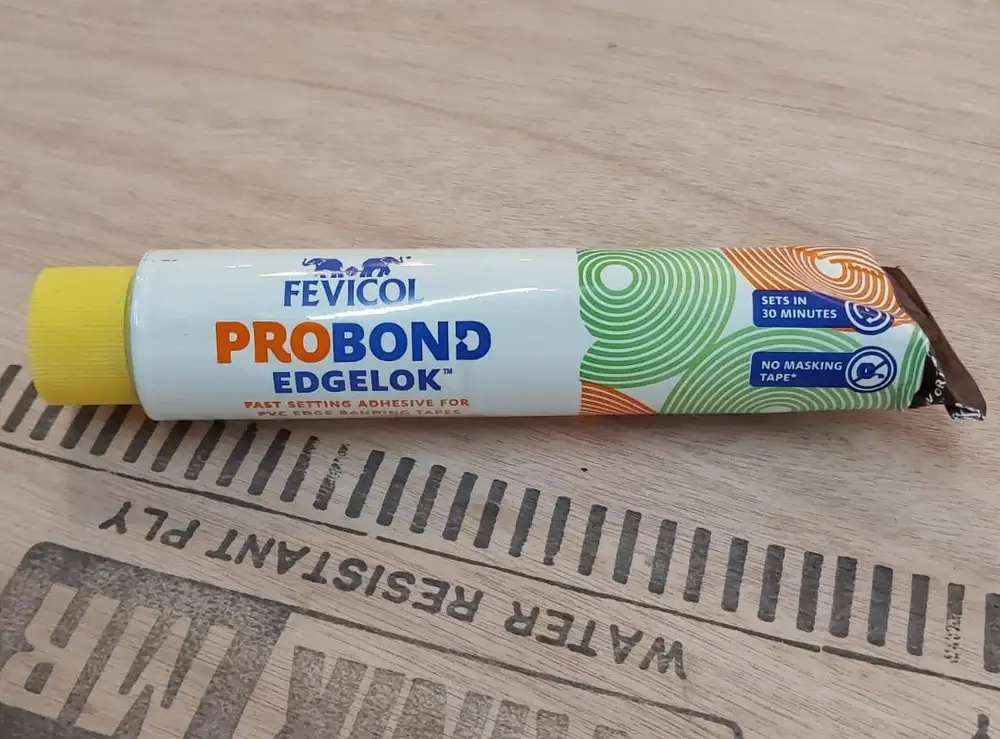 FEVICOL
PROBOND
EDGELOK™
FAST SETTING ADHESIVE FOR
PVC EDGE BANDING TAPES
SETS IN
30 MINUTES
NO MASKING
TAPE*
WATER RESISTANT PLY
MR
MR